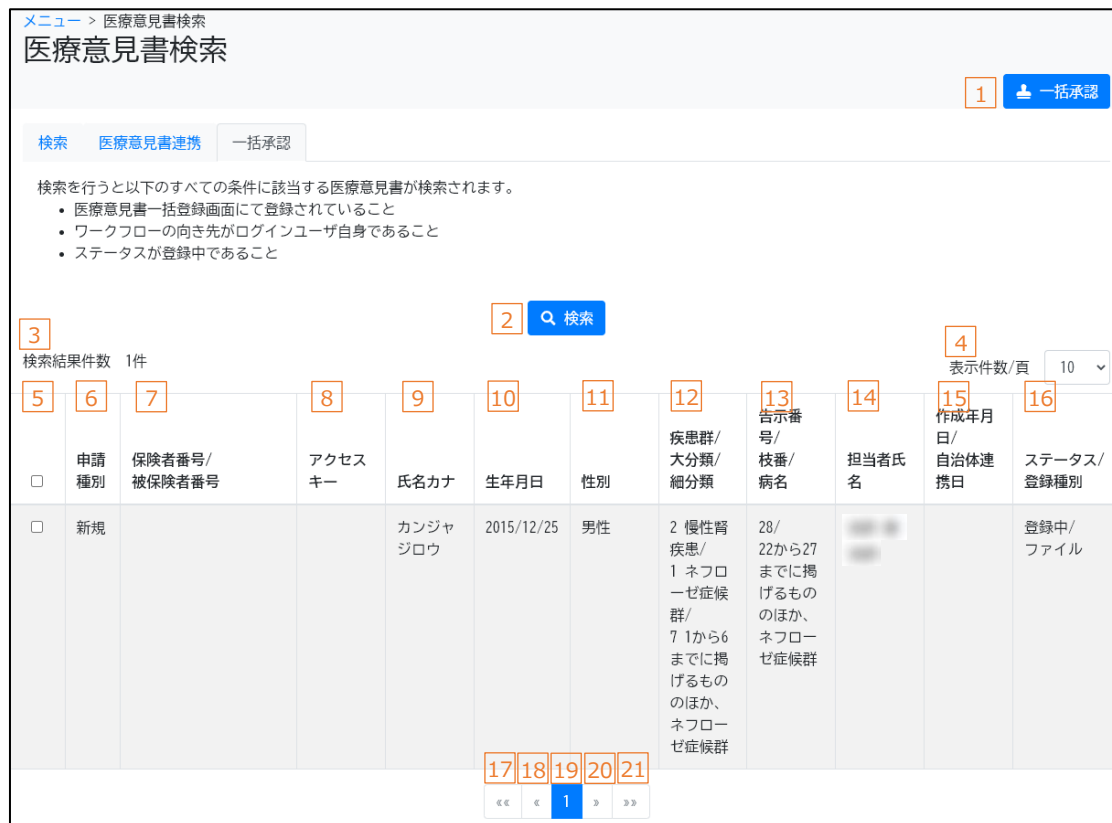 メニュー > 医療意見書検索
医療意見書検索
1 一括承認
検索 医療意見書連携 一括承認
検索を行うと以下のすべての条件に該当する医療意見書が検索されます。
• 医療意見書一括登録画面にて登録されていること
• ワークフローの向き先がログインユーザ自身であること
• ステータスが登録中であること
2 検索
3
検索結果件数 1件
4
表示件数/頁 10
5 6 7 8 9 10 11 12 13 14 15 16
申請
種別
保険者番号/
被保険者番号
アクセス
キー
氏名カナ
生年月日
性別
疾患群/
大分類/
細分類
告示番
号/
枝番/
病名
担当者氏
名
作成年月
日/
自治体連
携日
ステータス/
登録種別
新規
カンジャ
ジロウ
2015/12/25
男性
2 慢性腎
疾患/
1 ネフロ
ーゼ症候
群/
7 1から6
までに掲
げるもの
のほか、
ネフロー
ゼ症候群
28/
22から27
までに掲
げるもの
のほか、
ネフロー
ゼ症候群
登録中/
ファイル
17 18 19 20 21
«« « 1 » »»